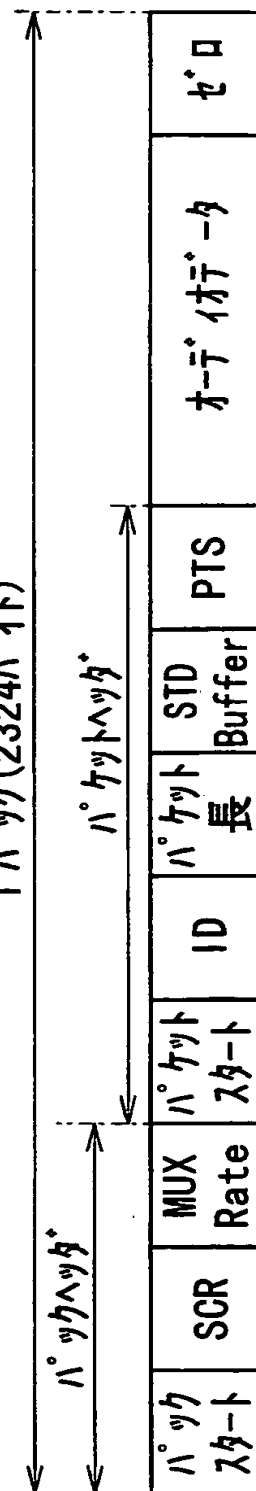 1パック(2324バイト)
パックヘッダ
パケットヘッダ
パック
スタート
SCR
MUX
Rate
パケット
スタート
ID
パケット
長
STD
Buffer
PTS
オーディオデータ
ゼロ